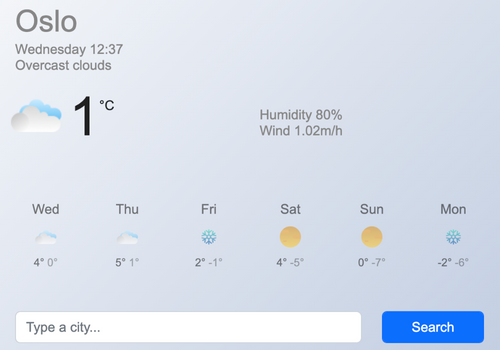 Oslo
Wednesday 12:37
Overcast clouds
1 °C
Humidity 80%
Wind 1.02m/h
Wed Thu Fri Sat Sun Mon
4° 0° 5° 1° 2° -1° 4° -5° 0° -7° -2° -6°
Type a city... Search